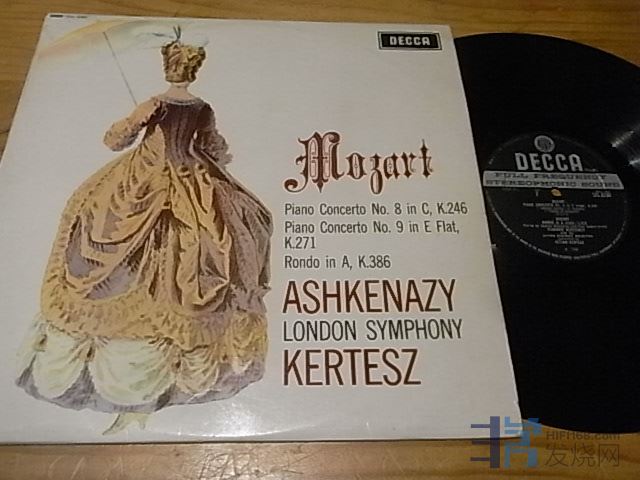 DECCA
Mozart
Piano Concerto No. 8 in C, K.246
Piano Concerto No. 9 in E Flat,
K.271
Rondo in A, K.386
ASHKENAZY
LONDON SYMPHONY
KERTESZ
DECCA
FULL FREQUENCY
STEREOPHONIC SOUND
HIFI168.com
发烧网